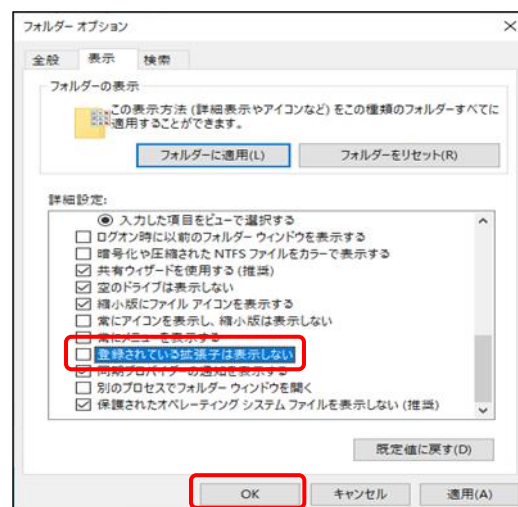 フォルダー オプション
全般 表示 検索
フォルダーの表示
この表示方法 (詳細表示やアイコンなど) をこの種類のフォルダーすべてに
適用することができます。
フォルダーに適用(L) フォルダーをリセット(R)
詳細設定:
入力した項目をビューで選択する
ログオン時に以前のフォルダー ウィンドウを表示する
暗号化や圧縮された NTFS ファイルをカラーで表示する
共有ウィザードを使用する (推奨)
空のドライブは表示しない
縮小版にファイル アイコンを表示する
常にアイコンを表示し、縮小版は表示しない
常にメニューを表示する
登録されている拡張子は表示しない
同期プロバイダーの通知を表示する
別のプロセスでフォルダー ウィンドウを開く
保護されたオペレーティング システム ファイルを表示しない (推奨)
既定値に戻す(D)
OK キャンセル 適用(A)